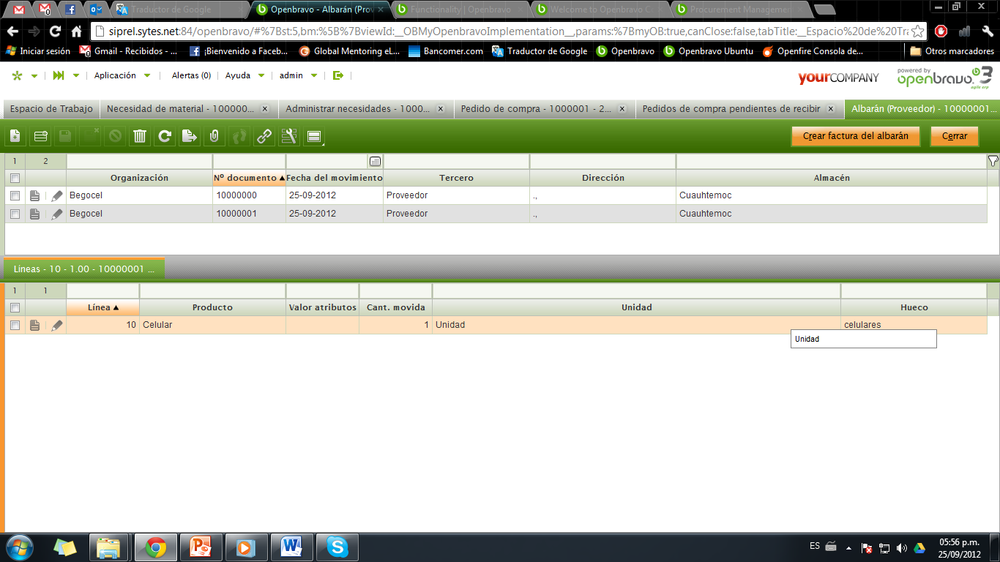 Traductor de Google
Openbravo - Albarán (Prov
Functionality | Openbravo
Welcome to Openbravo C
Procurement Managemen
siprel.sytes.net:84/openbravo/#%7Bst:5,bm:%5B%7BviewId:__OBMyOpenbravoImplementation__,params:%7BmyOB:true,canClose:false,tabTitle:__Espacio%20de%20Tra
Iniciar sesión
Gmail - Recibidos - ...
¡Bienvenido a Faceb...
Global Mentoring eL...
Bancomer.com
Traductor de Google
Openbravo
Openbravo Ubuntu
Openfire Consola de...
Otros marcadores
Aplicación
Alertas (0)
Ayuda
admin
yourCOMPANY
powered by
openbravo 3
agile erp
Espacio de Trabajo
Necesidad de material - 100000...
Administrar necesidades - 1000...
Pedido de compra - 1000001 - 2...
Pedidos de compra pendientes de recibir
Albarán (Proveedor) - 10000001...
Crear factura del albarán
Cerrar
1 2
Organización Nº documento Fecha del movimiento Tercero Dirección Almacén
Begocel 10000000 25-09-2012 Proveedor ., Cuauhtemoc
Begocel 10000001 25-09-2012 Proveedor ., Cuauhtemoc
Líneas - 10 - 1.00 - 10000001 ...
1 1
Línea Producto Valor atributos Cant. movida Unidad Hueco
10 Celular 1 Unidad celulares
Unidad
ES
05:56 p.m.
25/09/2012